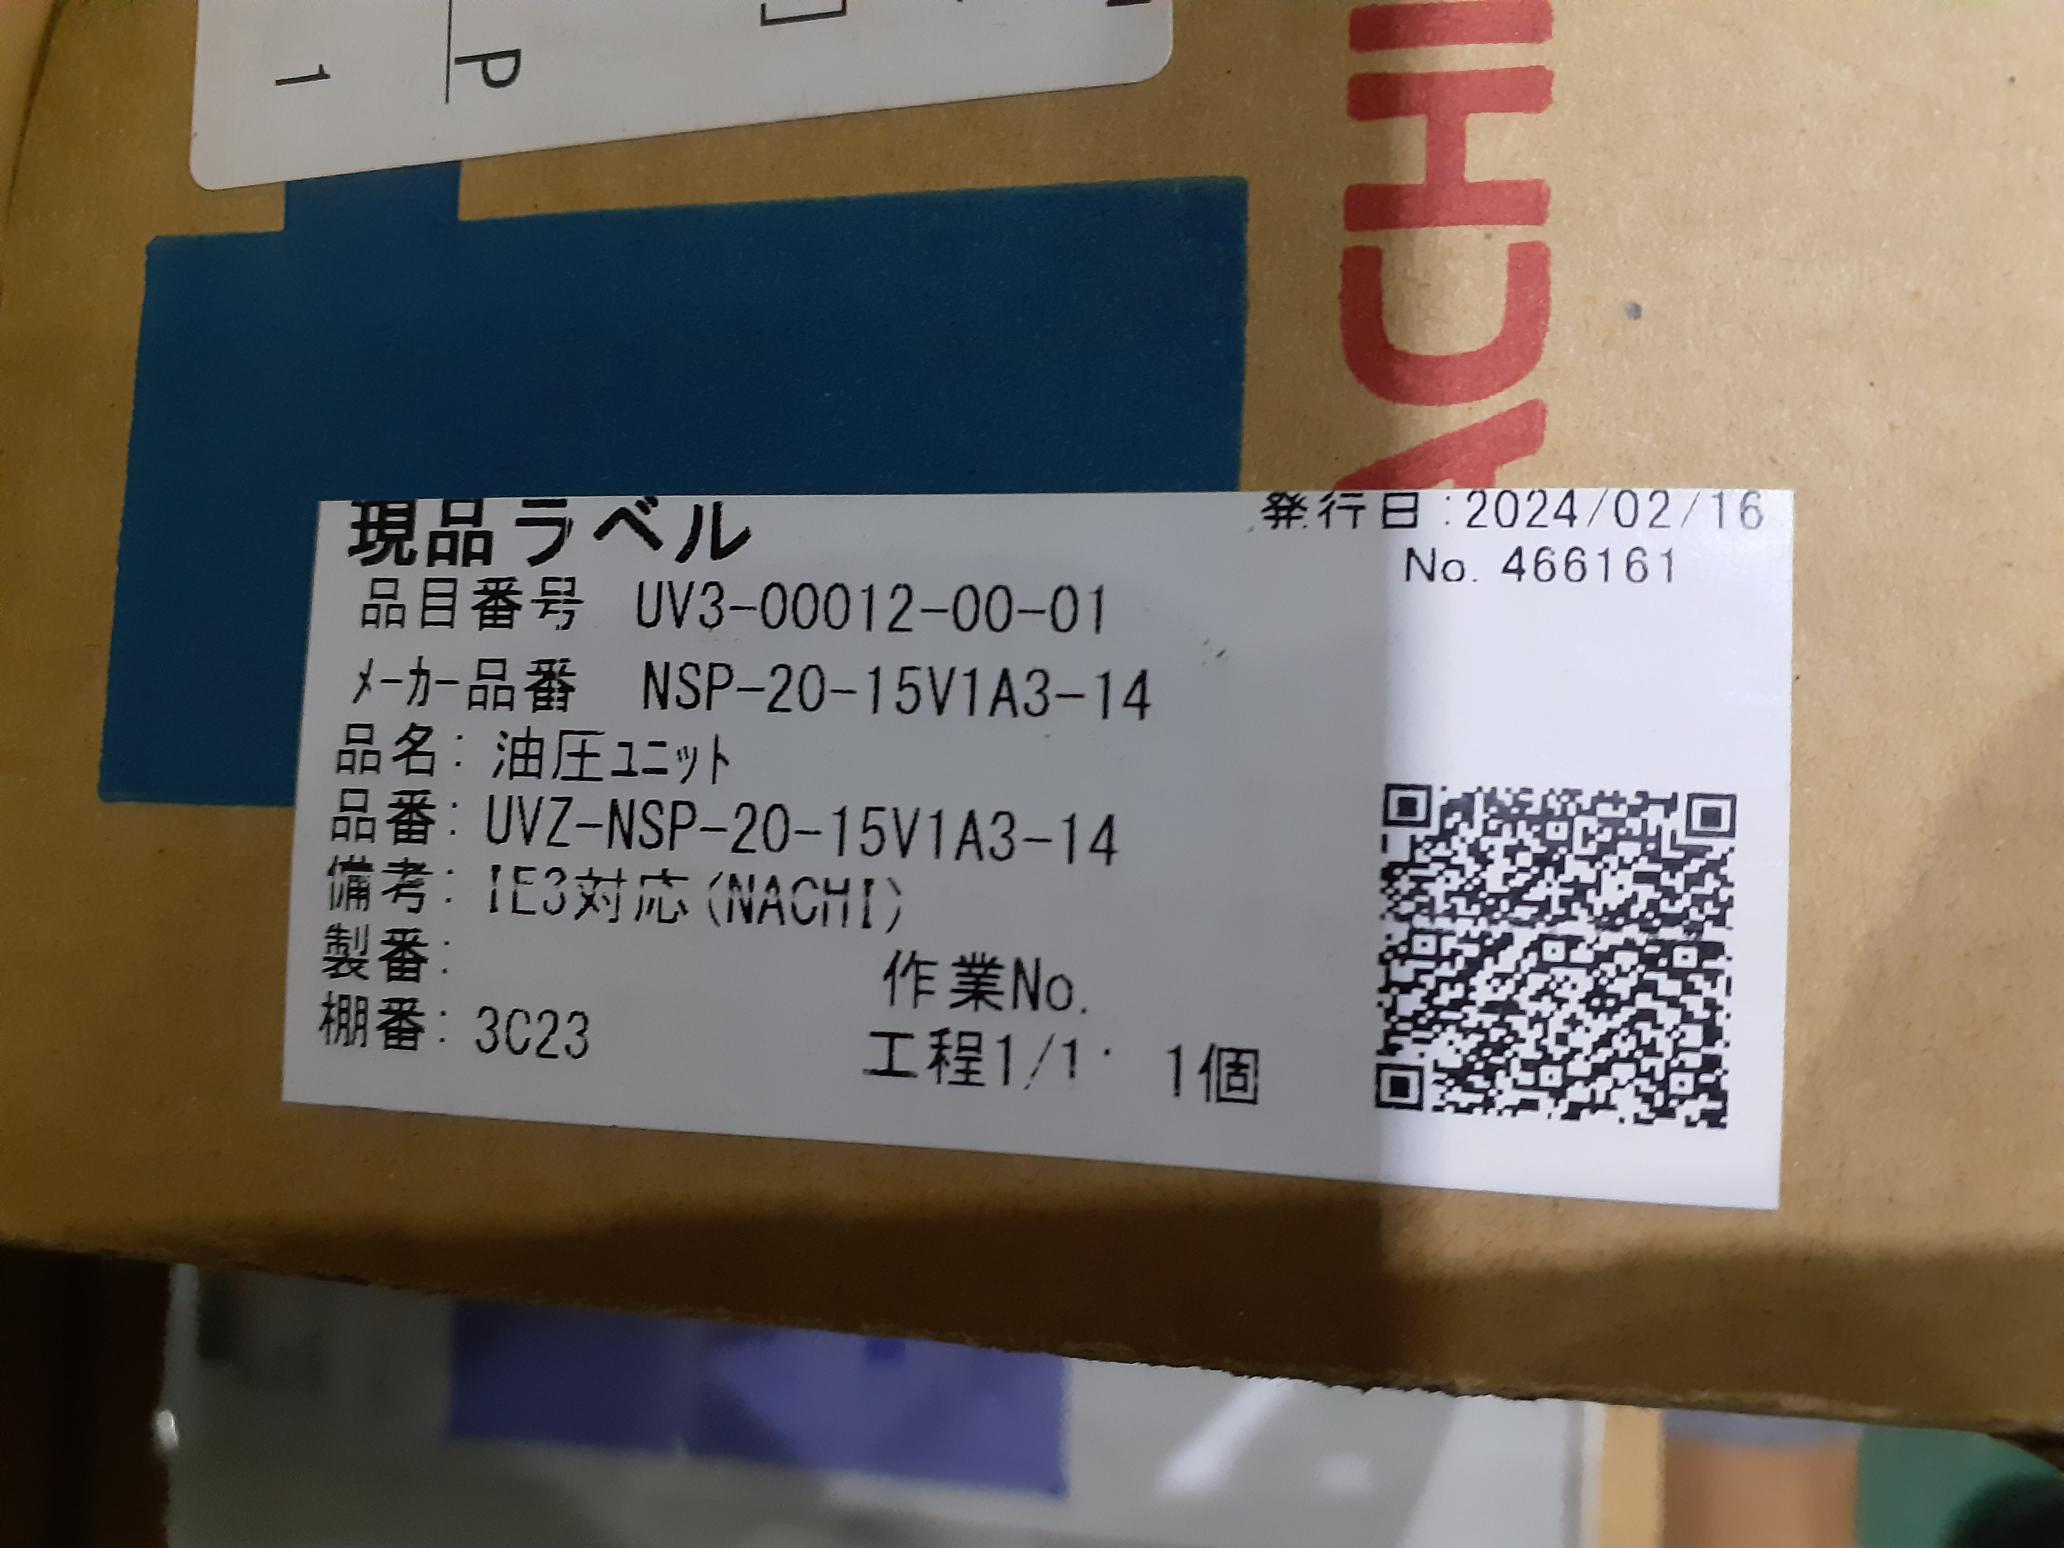 1
P
ACHI
現品ラベル
発行日:2024/02/16
No. 466161
品目番号 UV3-00012-00-01
メーカー品番 NSP-20-15V1A3-14
品名: 油圧ユニット
品番: UVZ-NSP-20-15V1A3-14
備考: IE3対応(NACHI)
製番:
作業No.
棚番: 3C23
工程1/1 1個